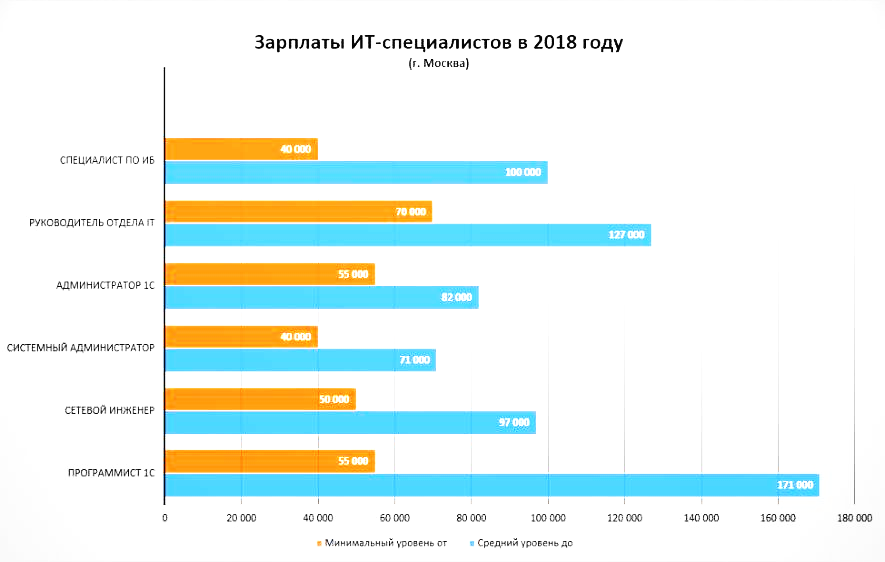 Зарплаты ИТ-специалистов в 2018 году
(г. Москва)
СПЕЦИАЛИСТ ПО ИБ
40 000
100 000
РУКОВОДИТЕЛЬ ОТДЕЛА IT
70 000
127 000
АДМИНИСТРАТОР 1С
55 000
82 000
СИСТЕМНЫЙ АДМИНИСТРАТОР
40 000
71 000
СЕТЕВОЙ ИНЖЕНЕР
50 000
97 000
ПРОГРАММИСТ 1С
55 000
171 000
0 20 000 40 000 60 000 80 000 100 000 120 000 140 000 160 000 180 000
Минимальный уровень от Средний уровень до